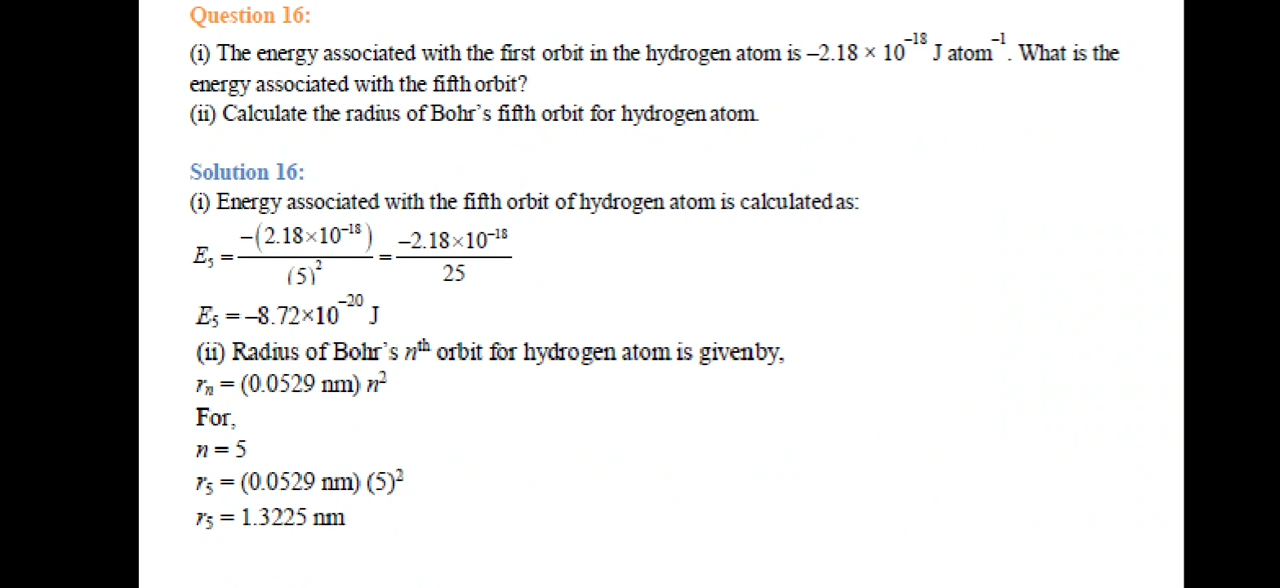 Question 16:
(i) The energy associated with the first orbit in the hydrogen atom is –2.18 × 10⁻¹⁸ J atom⁻¹. What is the
energy associated with the fifth orbit?
(ii) Calculate the radius of Bohr's fifth orbit for hydrogen atom.
Solution 16:
(i) Energy associated with the fifth orbit of hydrogen atom is calculated as:
E₅ = –(2.18×10⁻¹⁸) / (5)² = –2.18×10⁻¹⁸ / 25
E₅ = –8.72×10⁻²⁰ J
(ii) Radius of Bohr's nᵗʰ orbit for hydrogen atom is given by,
rₙ = (0.0529 nm) n²
For,
n = 5
r₅ = (0.0529 nm) (5)²
r₅ = 1.3225 nm